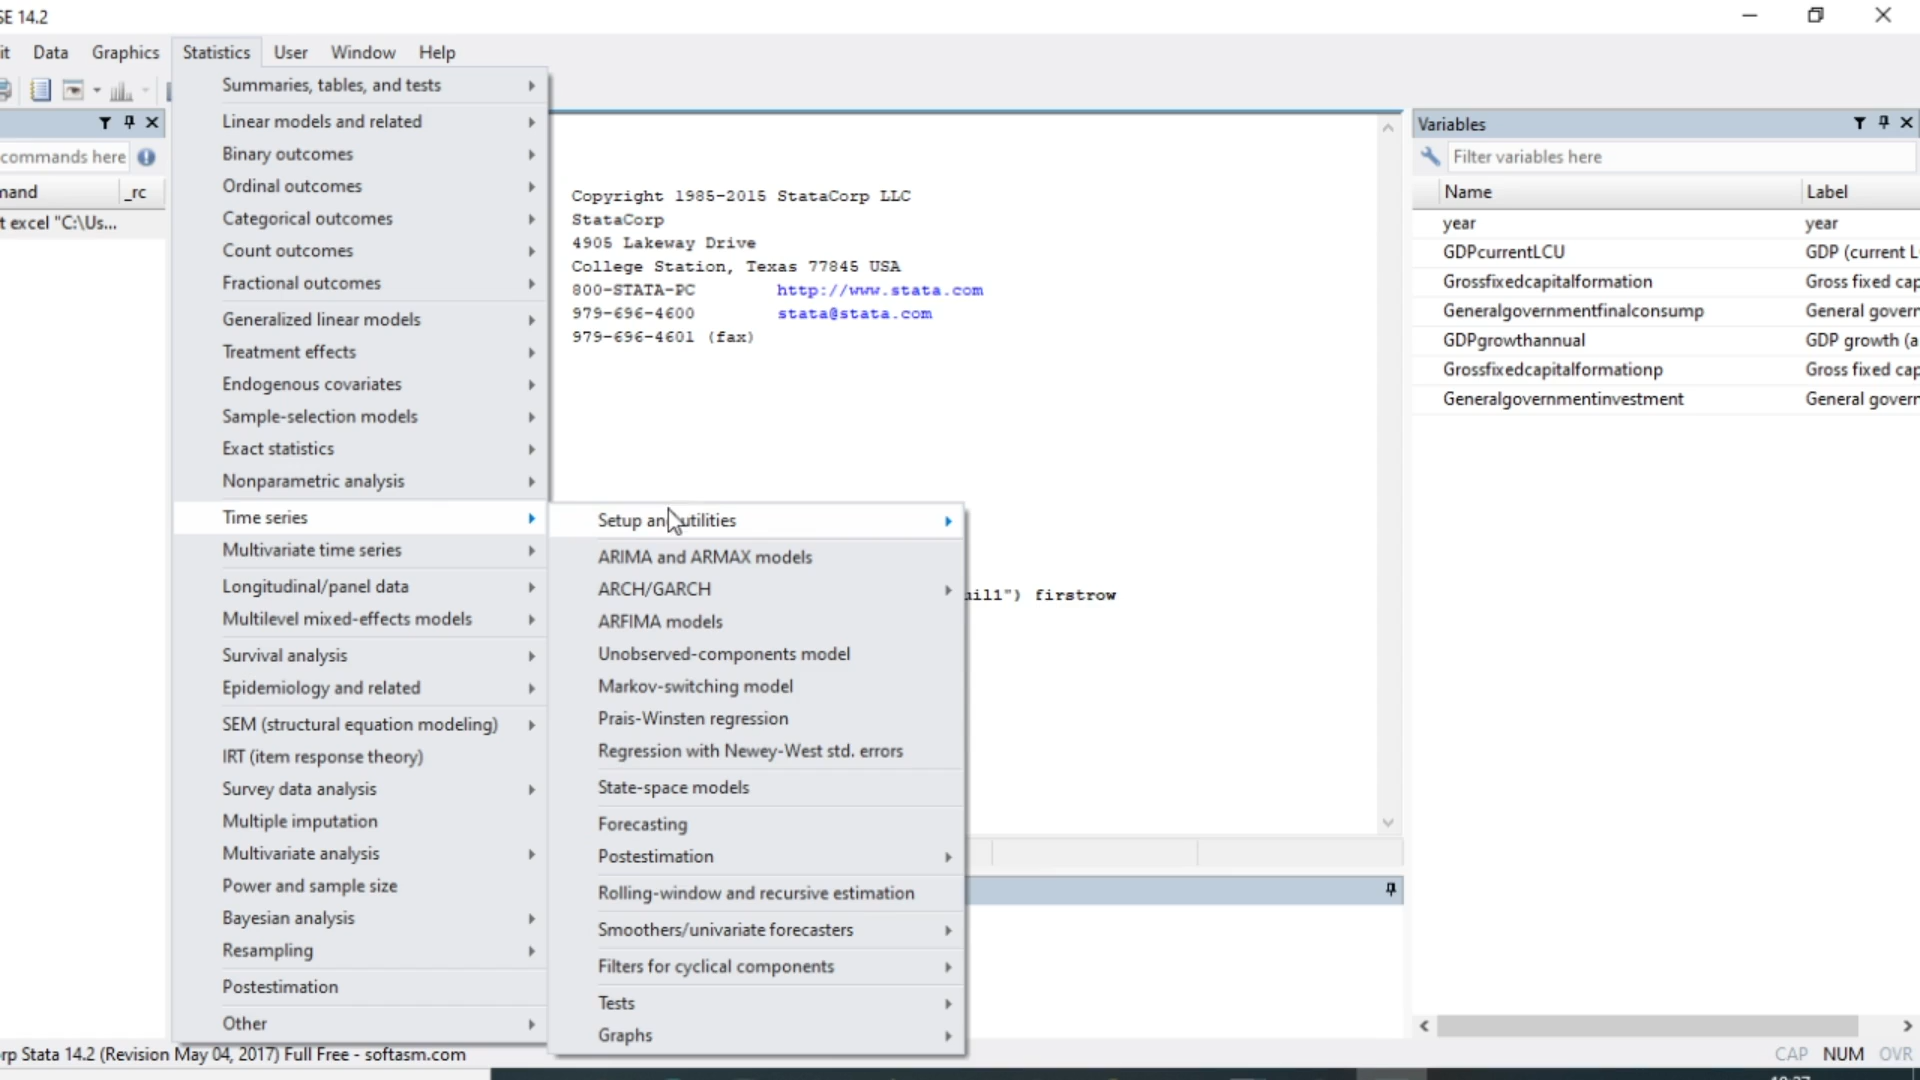 SE 14.2
it Data Graphics Statistics User Window Help
commands here
mand _rc
t excel "C:\Us...
Summaries, tables, and tests
Linear models and related
Binary outcomes
Ordinal outcomes
Categorical outcomes
Count outcomes
Fractional outcomes
Generalized linear models
Treatment effects
Endogenous covariates
Sample-selection models
Exact statistics
Nonparametric analysis
Time series
Multivariate time series
Longitudinal/panel data
Multilevel mixed-effects models
Survival analysis
Epidemiology and related
SEM (structural equation modeling)
IRT (item response theory)
Survey data analysis
Multiple imputation
Multivariate analysis
Power and sample size
Bayesian analysis
Resampling
Postestimation
Other
Setup and utilities
ARIMA and ARMAX models
ARCH/GARCH
ARFIMA models
Unobserved-components model
Markov-switching model
Prais-Winsten regression
Regression with Newey-West std. errors
State-space models
Forecasting
Postestimation
Rolling-window and recursive estimation
Smoothers/univariate forecasters
Filters for cyclical components
Tests
Graphs
Copyright 1985-2015 StataCorp LLC
StataCorp
4905 Lakeway Drive
College Station, Texas 77845 USA
800-STATA-PC http://www.stata.com
979-696-4600 stata@stata.com
979-696-4601 (fax)
uil1") firstrow
Variables
Filter variables here
Name Label
year year
GDPcurrentLCU GDP (current L
Grossfixedcapitalformation Gross fixed cap
Generalgovernmentfinalconsump General govern
GDPgrowthannual GDP growth (a
Grossfixedcapitalformationp Gross fixed cap
Generalgovernmentinvestment General govern
rp Stata 14.2 (Revision May 04, 2017) Full Free - softasm.com
CAP NUM OVR